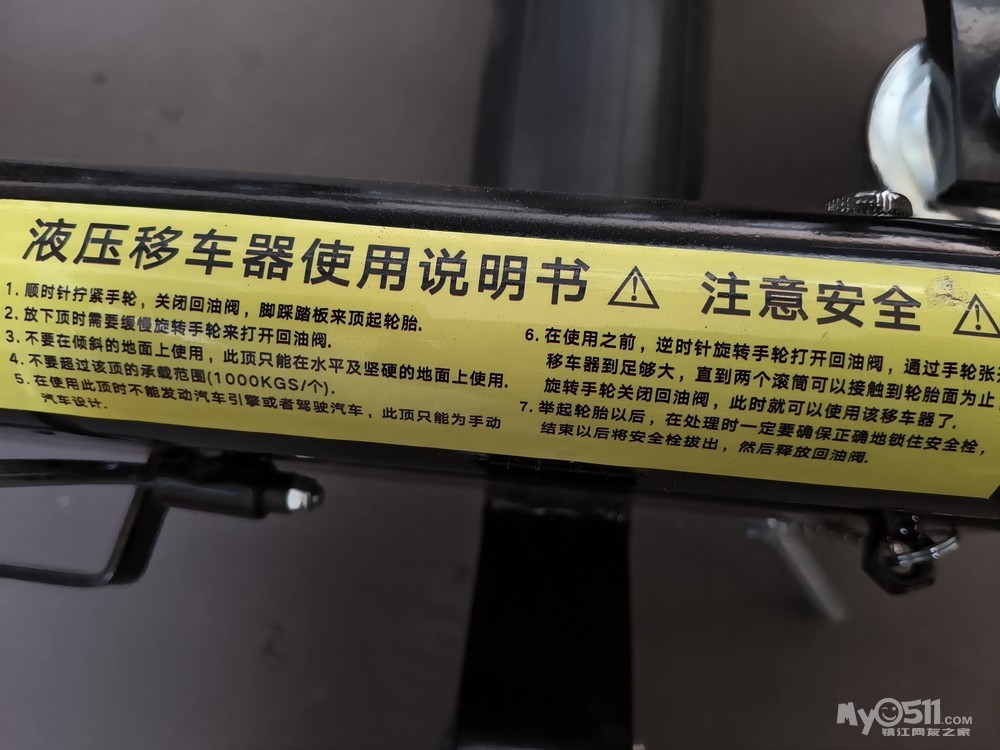 液压移车器使用说明书 ⚠ 注意安全 ⚠
1. 顺时针拧紧手轮，关闭回油阀，脚踩踏板来顶起轮胎.
2. 放下顶时需要缓慢旋转手轮来打开回油阀.
3. 不要在倾斜的地面上使用，此顶只能在水平及坚硬的地面上使用.
4. 不要超过该顶的承载范围(1000KGS/个).
5. 在使用此顶时不能发动汽车引擎或者驾驶汽车，此顶只能为手动
汽车设计.
6. 在使用之前，逆时针旋转手轮打开回油阀，通过手轮张
移车器到足够大，直到两个滚筒可以接触到轮胎面为止
旋转手轮关闭回油阀，此时就可以使用该移车器了.
7. 举起轮胎以后，在处理时一定要确保正确地锁住安全栓，
结束以后将安全栓拔出，然后释放回油阀.
MY0511.COM
镇江网友之家